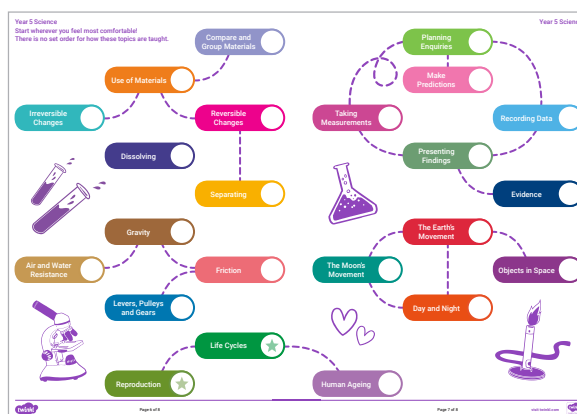 Year 5 Science
Start wherever you feel most comfortable!
There is no set order for how these topics are taught.
Compare and
Group Materials
Use of Materials
Irreversible
Changes
Reversible
Changes
Dissolving
Separating
Gravity
Air and Water
Resistance
Friction
Levers, Pulleys
and Gears
Life Cycles
Reproduction
Human Ageing
twinkl
Page 6 of 8
Year 5 Science
Planning
Enquiries
Make
Predictions
Taking
Measurements
Recording Data
Presenting
Findings
Evidence
The Earth's
Movement
The Moon's
Movement
Objects in Space
Day and Night
Page 7 of 8
visit twinkl.com
twinkl